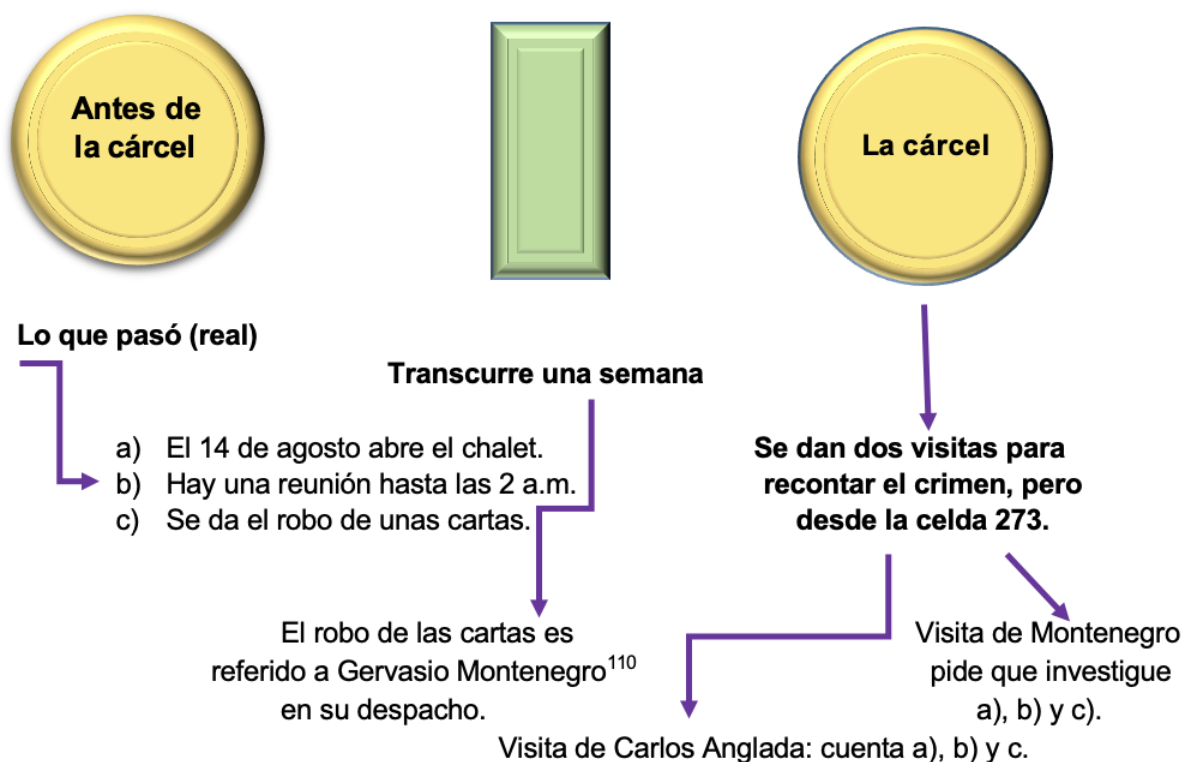 Antes de
la cárcel
La cárcel
Lo que pasó (real)
Transcurre una semana
a) El 14 de agosto abre el chalet.
b) Hay una reunión hasta las 2 a.m.
c) Se da el robo de unas cartas.
Se dan dos visitas para
recontar el crimen, pero
desde la celda 273.
El robo de las cartas es
referido a Gervasio Montenegro110
en su despacho.
Visita de Montenegro
pide que investigue
a), b) y c).
Visita de Carlos Anglada: cuenta a), b) y c.